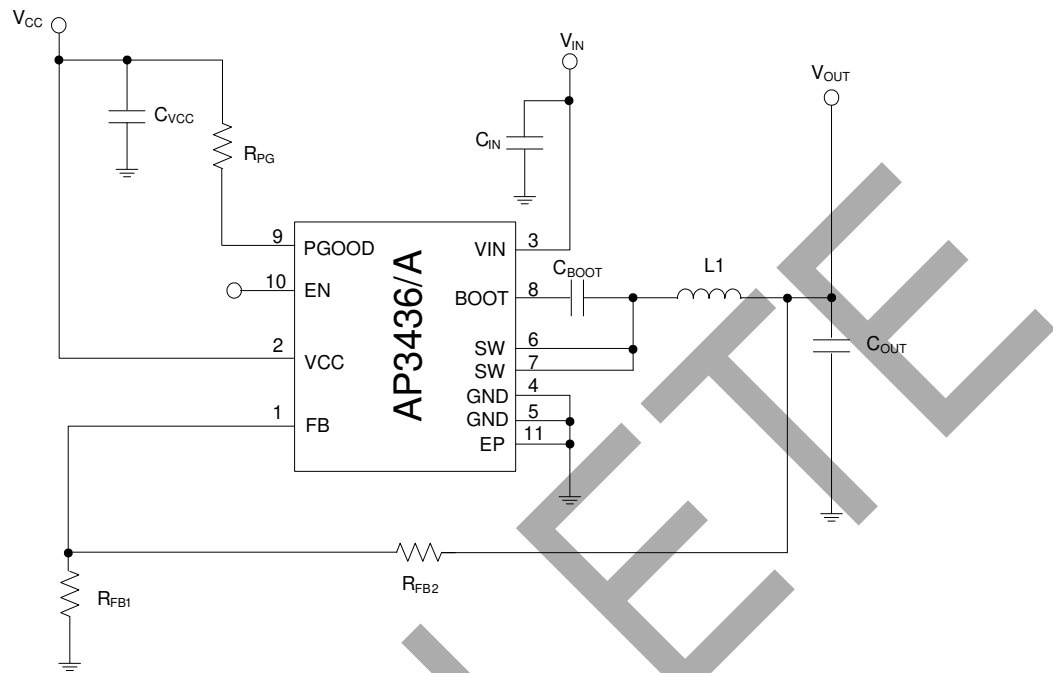 VCC
VIN
VOUT
CVCC
RPG
CIN
9
PGOOD
VIN
3
CBOOT
L1
10
EN
BOOT
8
AP3436/A
2
VCC
SW
6
SW
7
COUT
GND
4
1
FB
GND
5
EP
11
RFB2
RFB1